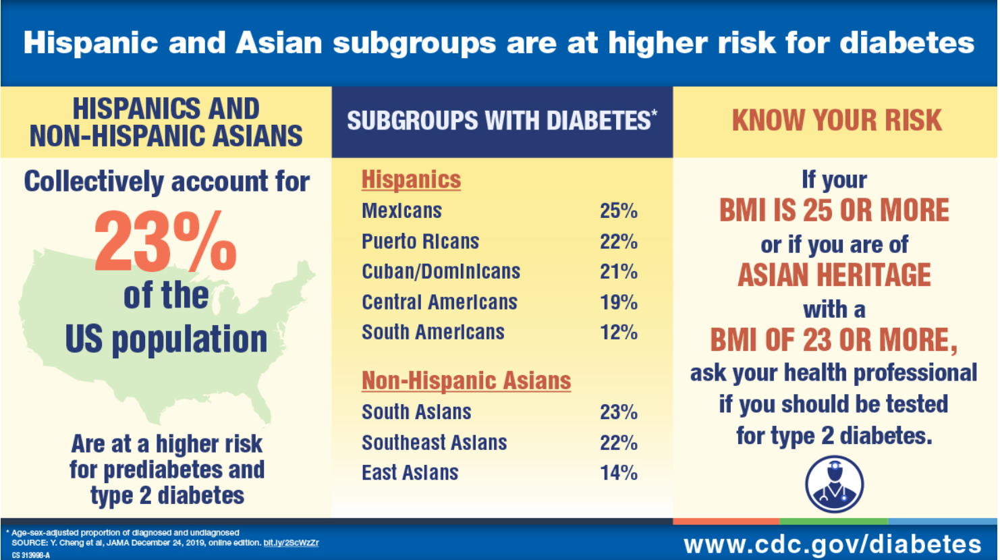 Hispanic and Asian subgroups are at higher risk for diabetes
HISPANICS AND
NON-HISPANIC ASIANS
Collectively account for
23%
of the
US population
Are at a higher risk
for prediabetes and
type 2 diabetes
SUBGROUPS WITH DIABETES*
Hispanics
Mexicans 25%
Puerto Ricans 22%
Cuban/Dominicans 21%
Central Americans 19%
South Americans 12%
Non-Hispanic Asians
South Asians 23%
Southeast Asians 22%
East Asians 14%
KNOW YOUR RISK
If your
BMI IS 25 OR MORE
or if you are of
ASIAN HERITAGE
with a
BMI OF 23 OR MORE,
ask your health professional
if you should be tested
for type 2 diabetes.
* Age-sex-adjusted proportion of diagnosed and undiagnosed
SOURCE: Y. Cheng et al, JAMA December 24, 2019, online edition. bit.ly/2ScWzZr
CS 313998-A
www.cdc.gov/diabetes